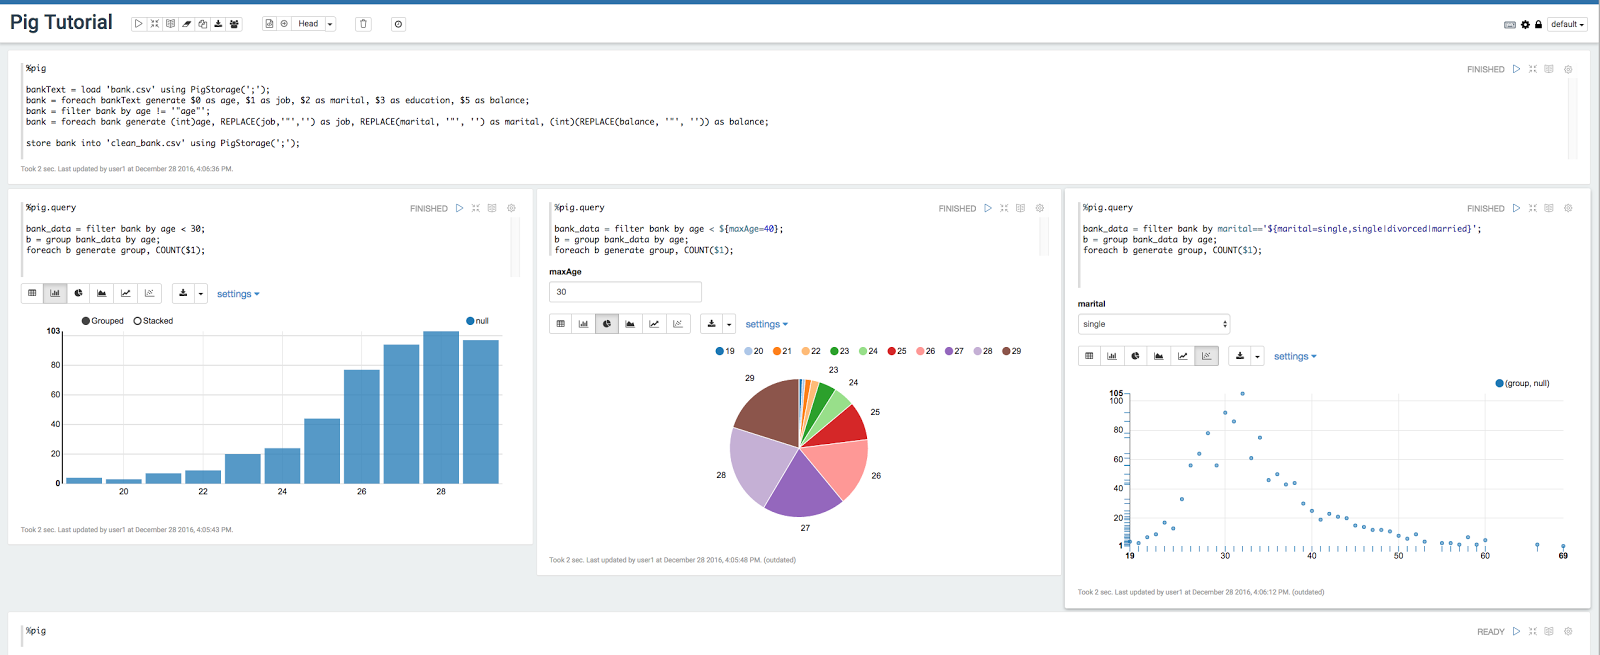 Pig Tutorial
Head
default
%pig
FINISHED
bankText = load 'bank.csv' using PigStorage(';');
bank = foreach bankText generate $0 as age, $1 as job, $2 as marital, $3 as education, $5 as balance;
bank = filter bank by age != '"age"';
bank = foreach bank generate (int)age, REPLACE(job,'"','') as job, REPLACE(marital, '"', '') as marital, (int)(REPLACE(balance, '"', '')) as balance;
store bank into 'clean_bank.csv' using PigStorage(';');
Took 2 sec. Last updated by user1 at December 28 2016, 4:06:36 PM.
%pig.query
FINISHED
bank_data = filter bank by age < 30;
b = group bank_data by age;
foreach b generate group, COUNT($1);
settings
Grouped Stacked null
103
80
60
40
20
0
20 22 24 26 28
Took 2 sec. Last updated by user1 at December 28 2016, 4:05:43 PM.
%pig.query
FINISHED
bank_data = filter bank by age < ${maxAge=40};
b = group bank_data by age;
foreach b generate group, COUNT($1);
maxAge
30
settings
19 20 21 22 23 24 25 26 27 28 29
23
29
24
25
28
26
27
Took 2 sec. Last updated by user1 at December 28 2016, 4:05:48 PM. (outdated)
%pig.query
FINISHED
bank_data = filter bank by marital=='${marital=single,single|divorced|married}';
b = group bank_data by age;
foreach b generate group, COUNT($1);
marital
single
settings
(group, null)
105
100
80
60
40
20
1
19 30 40 50 60 69
Took 2 sec. Last updated by user1 at December 28 2016, 4:06:12 PM. (outdated)
%pig
READY